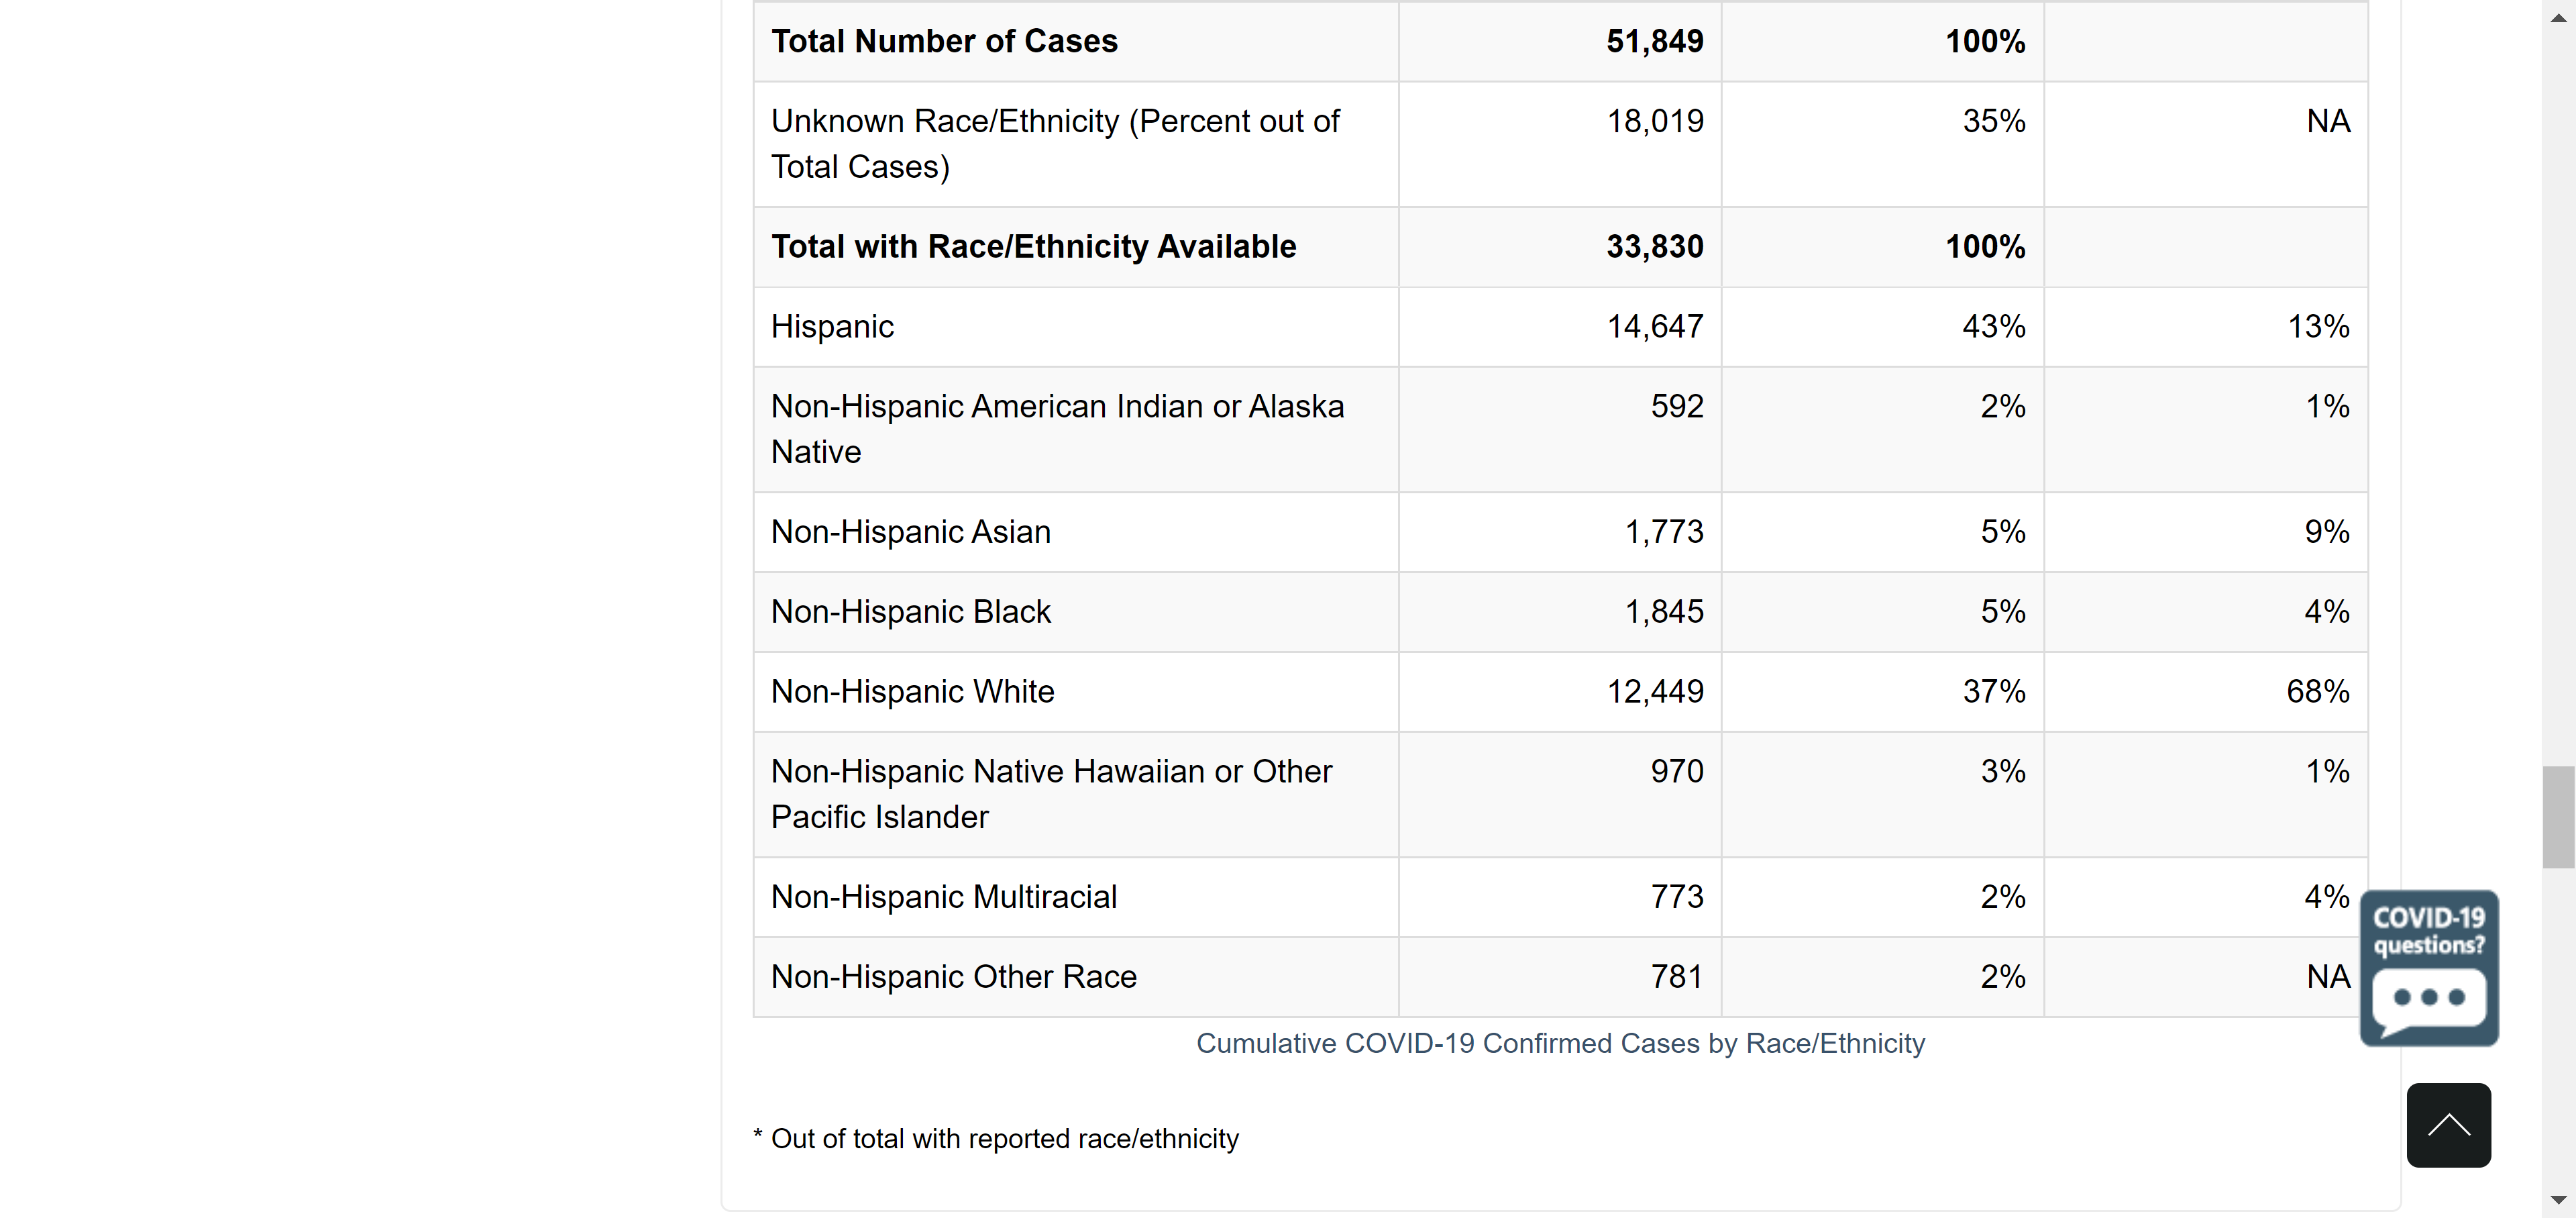 Total Number of Cases 51,849 100%
Unknown Race/Ethnicity (Percent out of 18,019 35% NA
Total Cases)
Total with Race/Ethnicity Available 33,830 100%
Hispanic 14,647 43% 13%
Non-Hispanic American Indian or Alaska 592 2% 1%
Native
Non-Hispanic Asian 1,773 5% 9%
Non-Hispanic Black 1,845 5% 4%
Non-Hispanic White 12,449 37% 68%
Non-Hispanic Native Hawaiian or Other 970 3% 1%
Pacific Islander
Non-Hispanic Multiracial 773 2% 4%
Non-Hispanic Other Race 781 2% NA
Cumulative COVID-19 Confirmed Cases by Race/Ethnicity
* Out of total with reported race/ethnicity
COVID-19
questions?